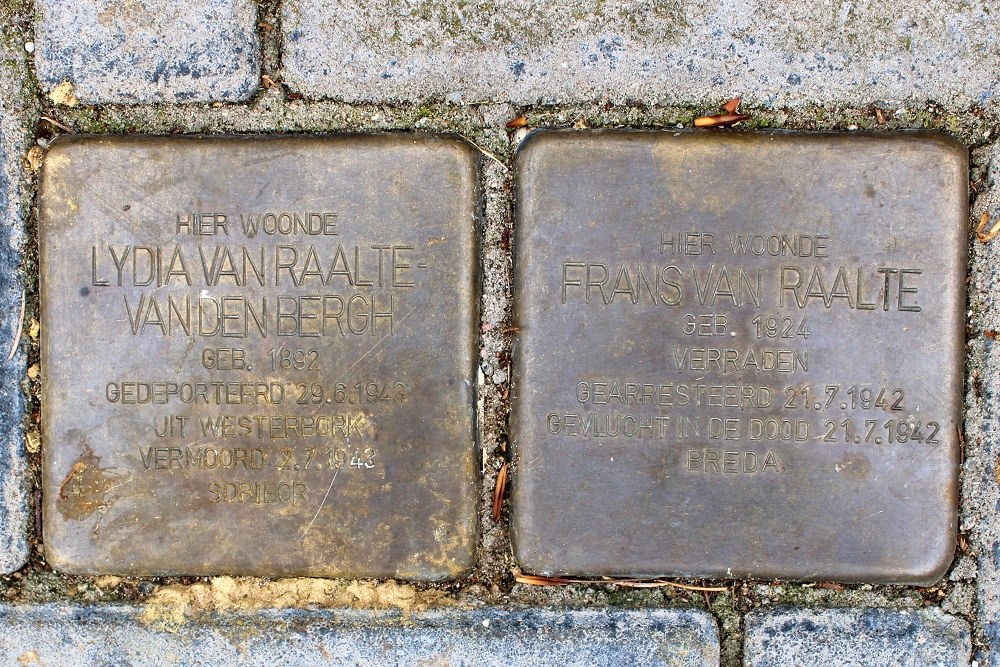 HIER WOONDE
LYDIA VAN RAALTE-
VAN DEN BERGH
GEB. 1892
GEDEPORTEERD 29.6.1943
UIT WESTERBORK
VERMOORD 2.7.1943
SOBIBOR
HIER WOONDE
FRANS VAN RAALTE
GEB. 1924
VERRADEN
GEARRESTEERD 21.7.1942
GEVLUCHT IN DE DOOD 21.7.1942
BREDA